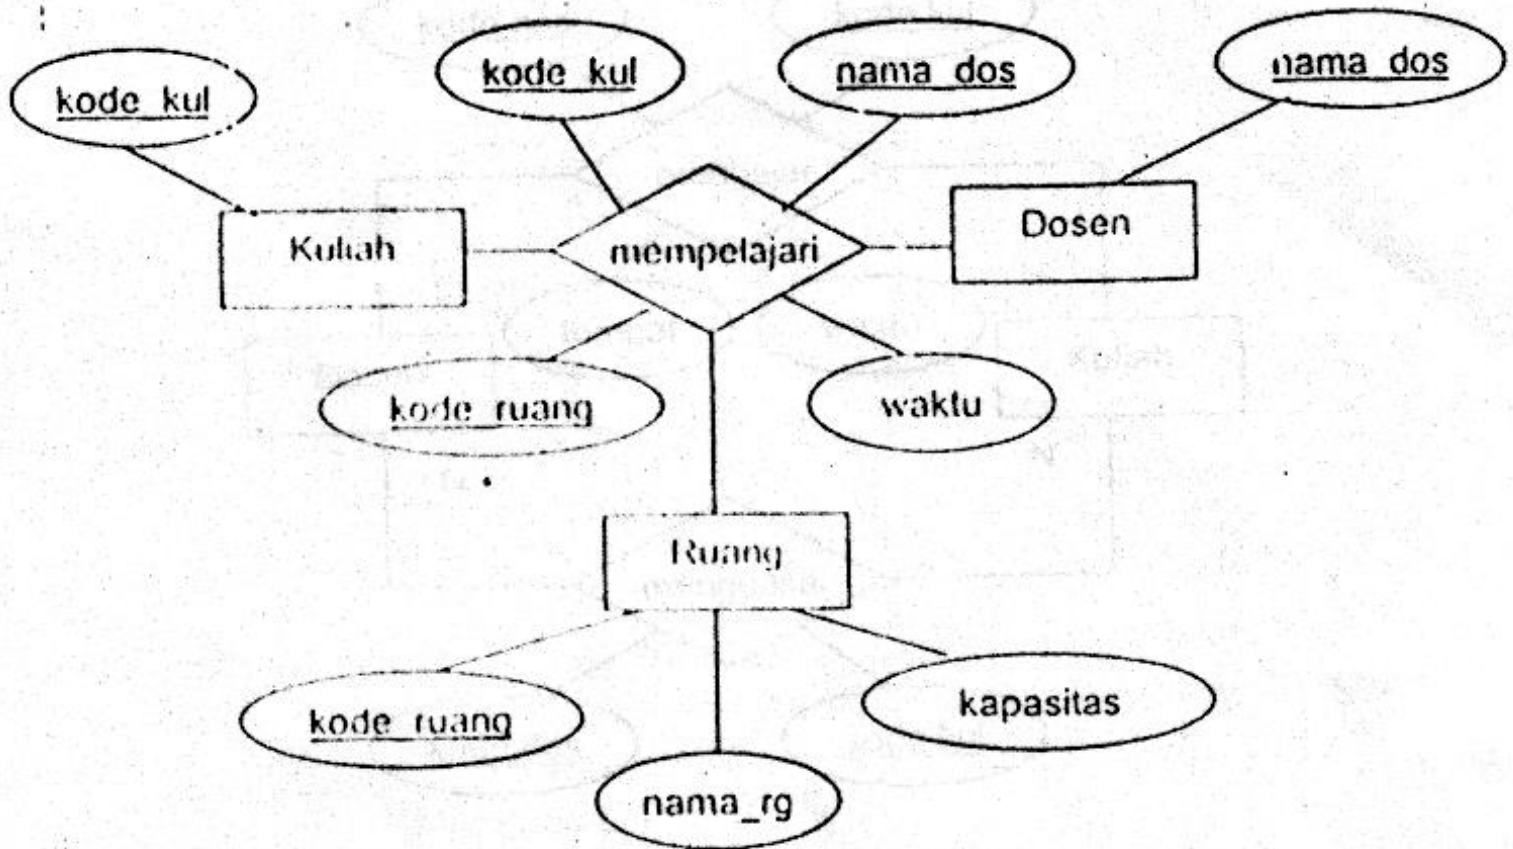 kode_kul
kode_kul
nama_dos
nama_dos
Kuliah
mempelajari
Dosen
kode_ruang
waktu
Ruang
kode_ruang
kapasitas
nama_rg